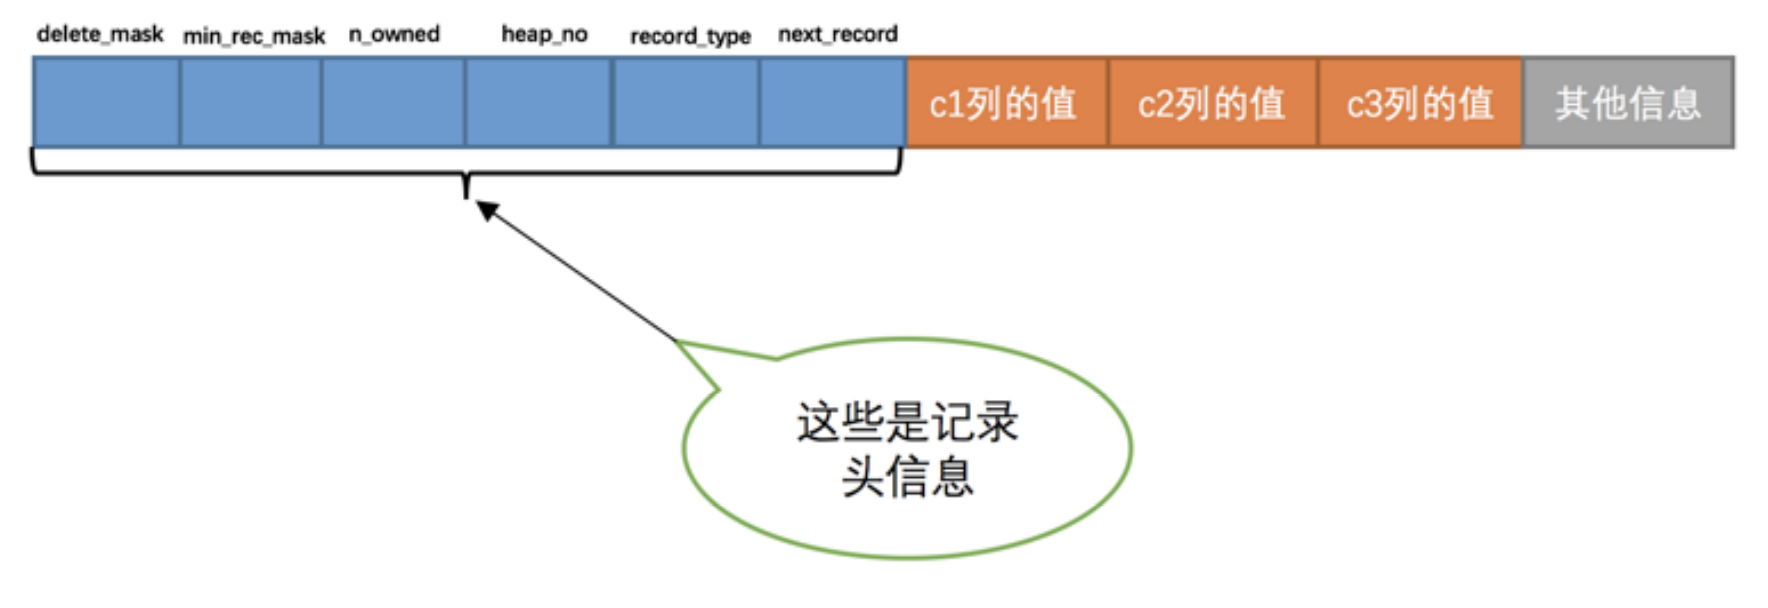 delete_mask min_rec_mask n_owned heap_no record_type next_record
c1列的值 c2列的值 c3列的值 其他信息
这些是记录
头信息